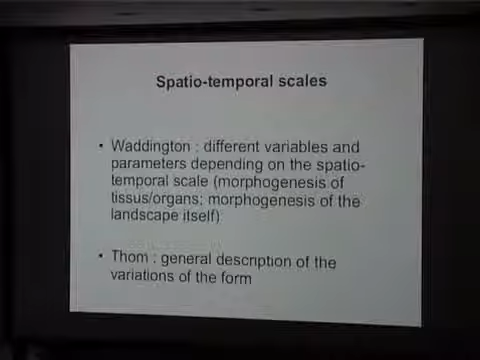 Spatio-temporal scales
• Waddington : different variables and
parameters depending on the spatio-
temporal scale (morphogenesis of
tissus/organs; morphogenesis of the
landscape itself)
• Thom : general description of the
variations of the form